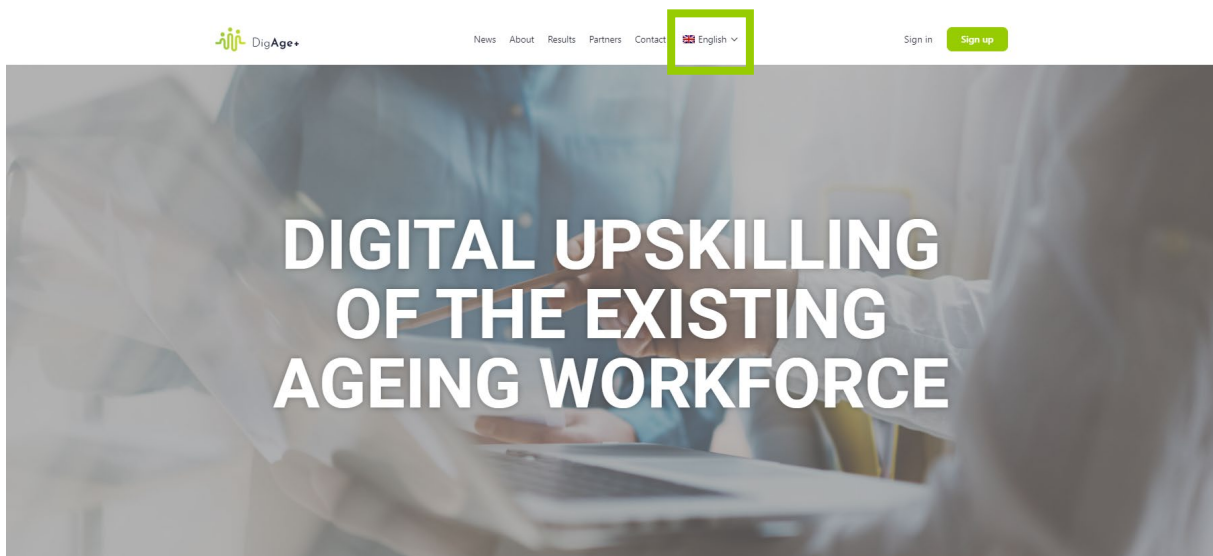 DigAge+
News About Results Partners Contact English
Sign in Sign up
DIGITAL UPSKILLING
OF THE EXISTING
AGEING WORKFORCE